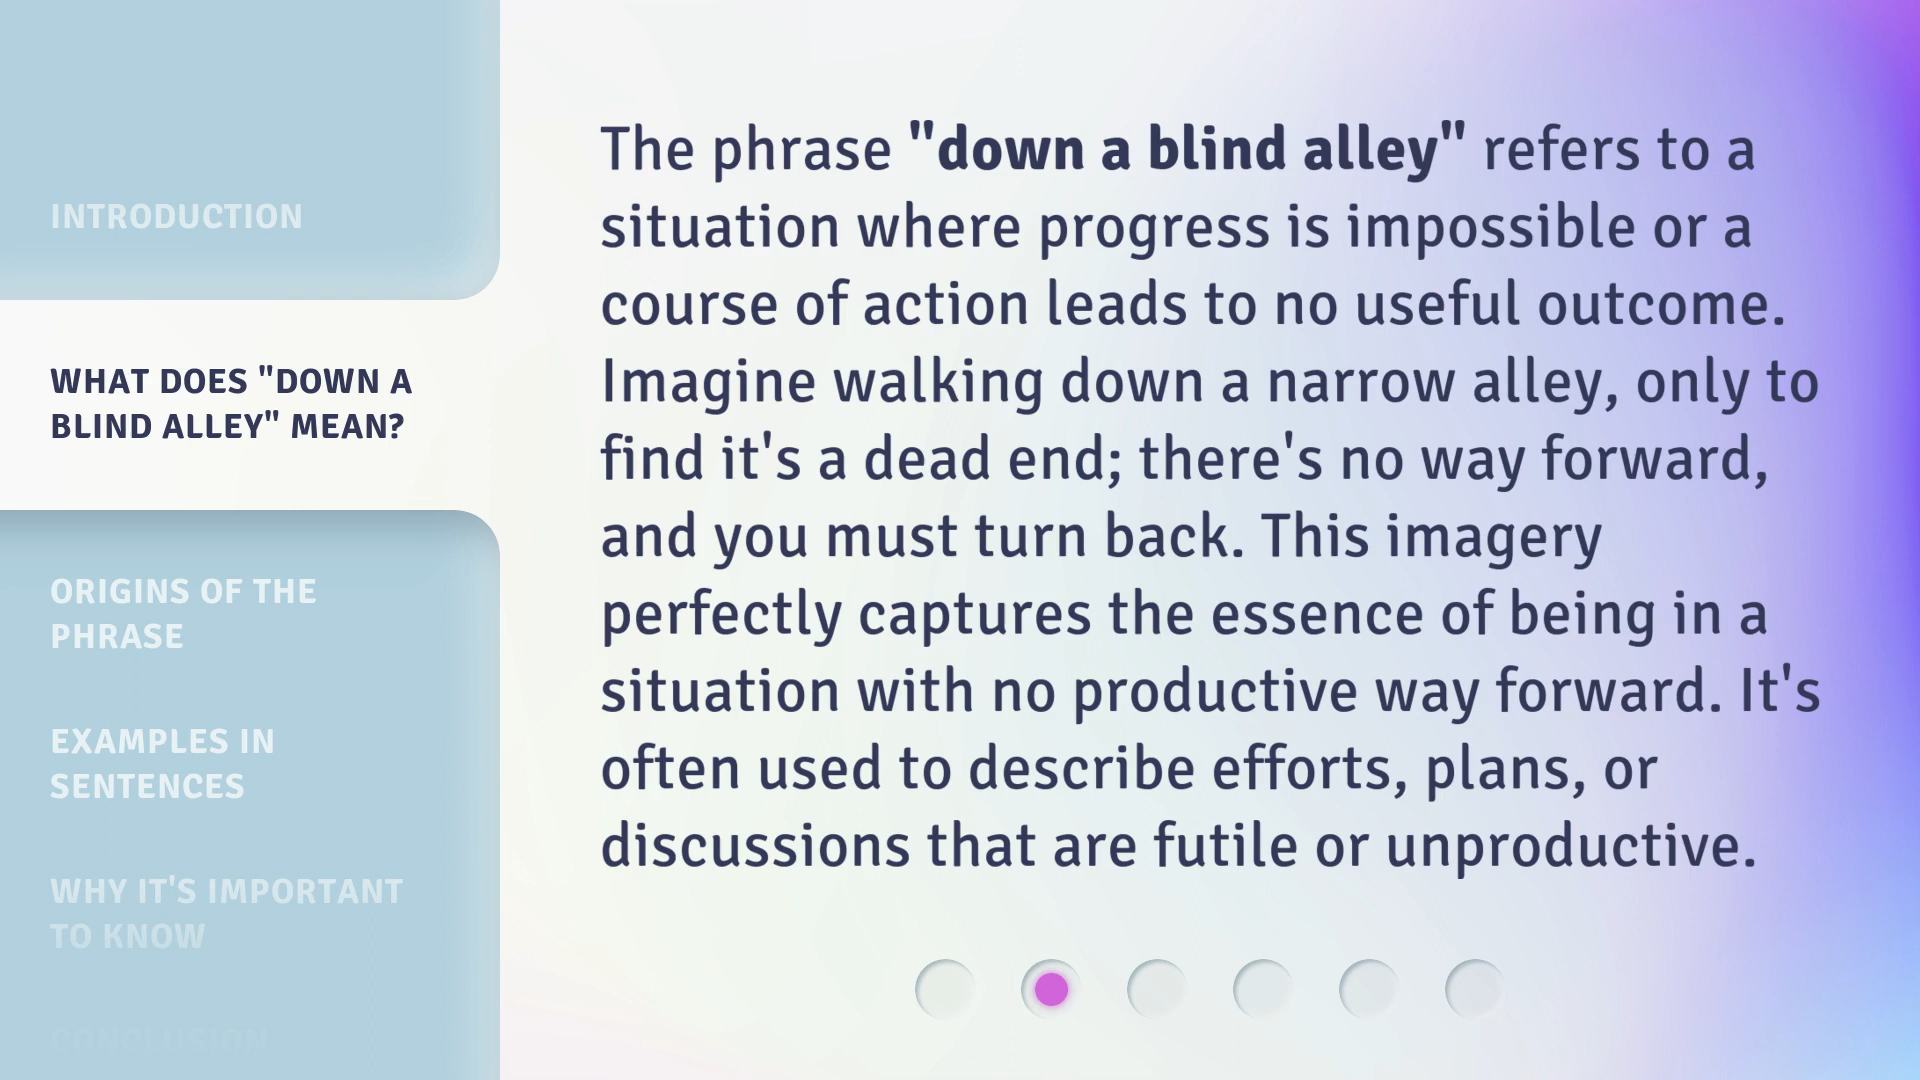 INTRODUCTION
WHAT DOES "DOWN A
BLIND ALLEY" MEAN?
ORIGINS OF THE
PHRASE
EXAMPLES IN
SENTENCES
WHY IT'S IMPORTANT
TO KNOW
CONCLUSION
The phrase "down a blind alley" refers to a
situation where progress is impossible or a
course of action leads to no useful outcome.
Imagine walking down a narrow alley, only to
find it's a dead end; there's no way forward,
and you must turn back. This imagery
perfectly captures the essence of being in a
situation with no productive way forward. It's
often used to describe efforts, plans, or
discussions that are futile or unproductive.